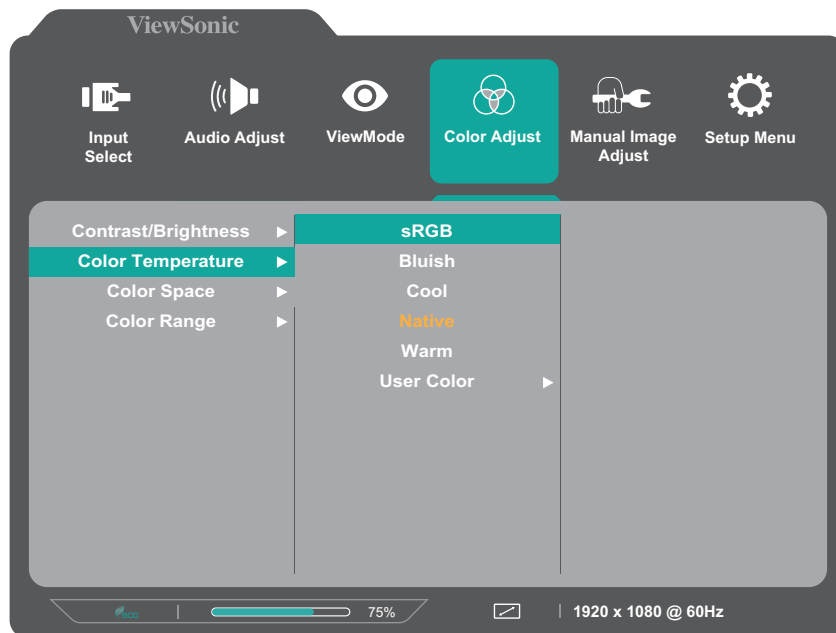 ViewSonic
Input Select
Audio Adjust
ViewMode
Color Adjust
Manual Image Adjust
Setup Menu
Contrast/Brightness
sRGB
Color Temperature
Bluish
Color Space
Cool
Color Range
Native
Warm
User Color
eco
75%
1920 x 1080 @ 60Hz